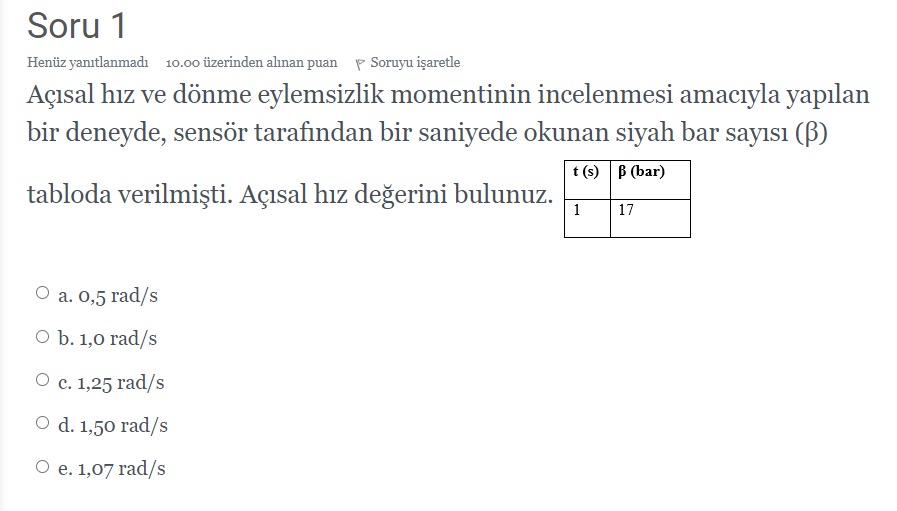 Soru 1
Henüz yanıtlanmadı 10.00 üzerinden alınan puan Soruyu işaretle
Açısal hız ve dönme eylemsizlik momentinin incelenmesi amacıyla yapılan
bir deneyde, sensör tarafından bir saniyede okunan siyah bar sayısı (β)
tabloda verilmişti. Açısal hız değerini bulunuz.
t (s) β (bar)
1 17
a. 0,5 rad/s
b. 1,0 rad/s
c. 1,25 rad/s
d. 1,50 rad/s
e. 1,07 rad/s